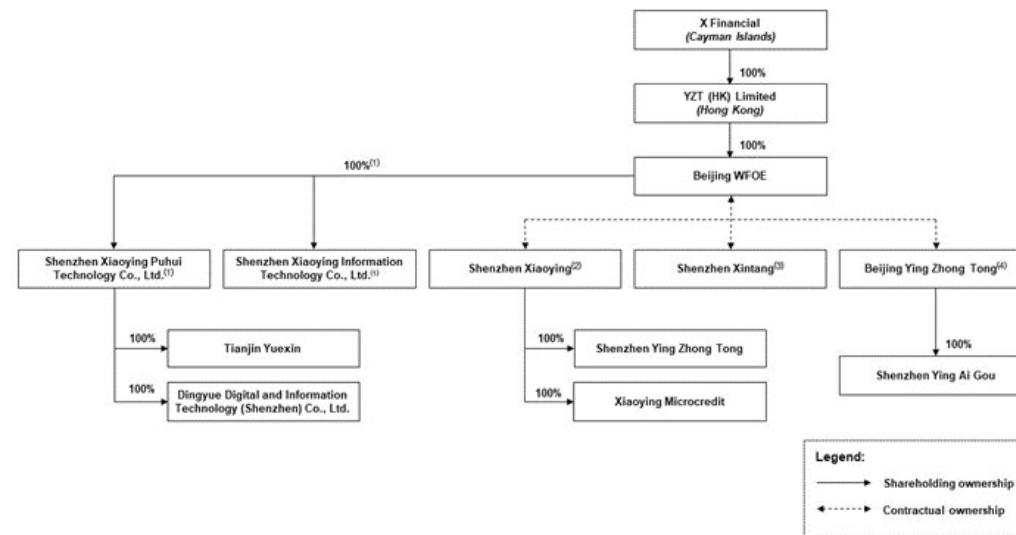 X Financial
(Cayman Islands)
100%
YZT (HK) Limited
(Hong Kong)
100%
100%(1)
Beijing WFOE
Shenzhen Xiaoying Puhui
Technology Co., Ltd.(1)
Shenzhen Xiaoying Information
Technology Co., Ltd.(1)
Shenzhen Xiaoying(2)
Shenzhen Xintang(3)
Beijing Ying Zhong Tong(4)
100%
Tianjin Yuexin
100%
Dingyue Digital and Information
Technology (Shenzhen) Co., Ltd.
100%
Shenzhen Ying Zhong Tong
100%
Xiaoying Microcredit
100%
Shenzhen Ying Ai Gou
Legend:
Shareholding ownership
Contractual ownership